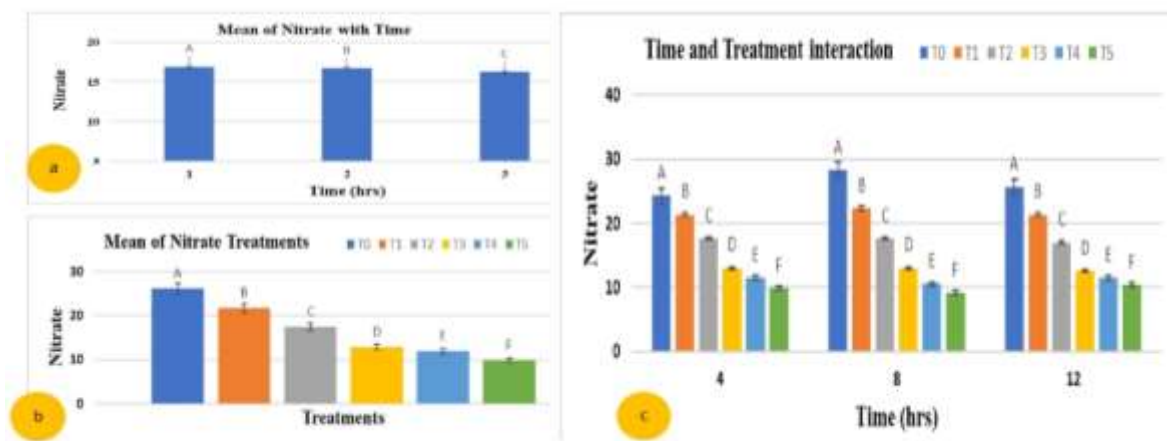 Mean of Nitrate with Time
20
15
10
Nitrate
A
B
C
1
2
3
Time (hrs)
a
Mean of Nitrate Treatments
T0 T1 T2 T3 T4 T5
30
20
10
0
Nitrate
A
B
C
D
E
F
Treatments
b
Time and Treatment interaction
T0 T1 T2 T3 T4 T5
40
30
20
10
0
Nitrate
A B C D E F
A B C D E F
A B C D E F
4 8 12
Time (hrs)
c